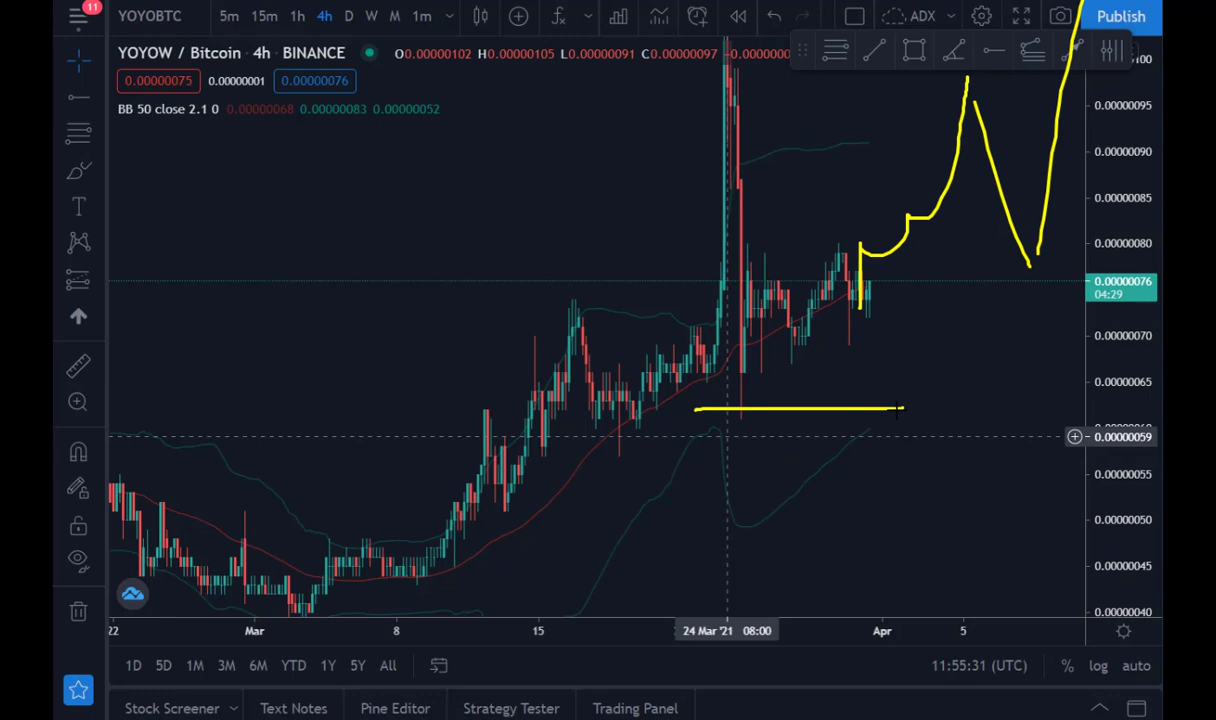 11
YOYOBTC 5m 15m 1h 4h D W M 1m ADX Publish
YOYOW / Bitcoin · 4h · BINANCE O0.00000102 H0.00000105 L0.00000091 C0.00000097
0.00000075 0.00000001 0.00000076
BB 50 close 2.1 0 0.00000068 0.00000083 0.00000052
0.00000095
0.00000090
0.00000085
0.00000080
0.00000076
04:29
0.00000070
0.00000065
0.00000059
0.00000055
0.00000050
0.00000045
0.00000040
22 Mar 8 15 24 Mar '21 08:00 Apr 5
1D 5D 1M 3M 6M YTD 1Y 5Y All 11:55:31 (UTC) % log auto
Stock Screener Text Notes Pine Editor Strategy Tester Trading Panel